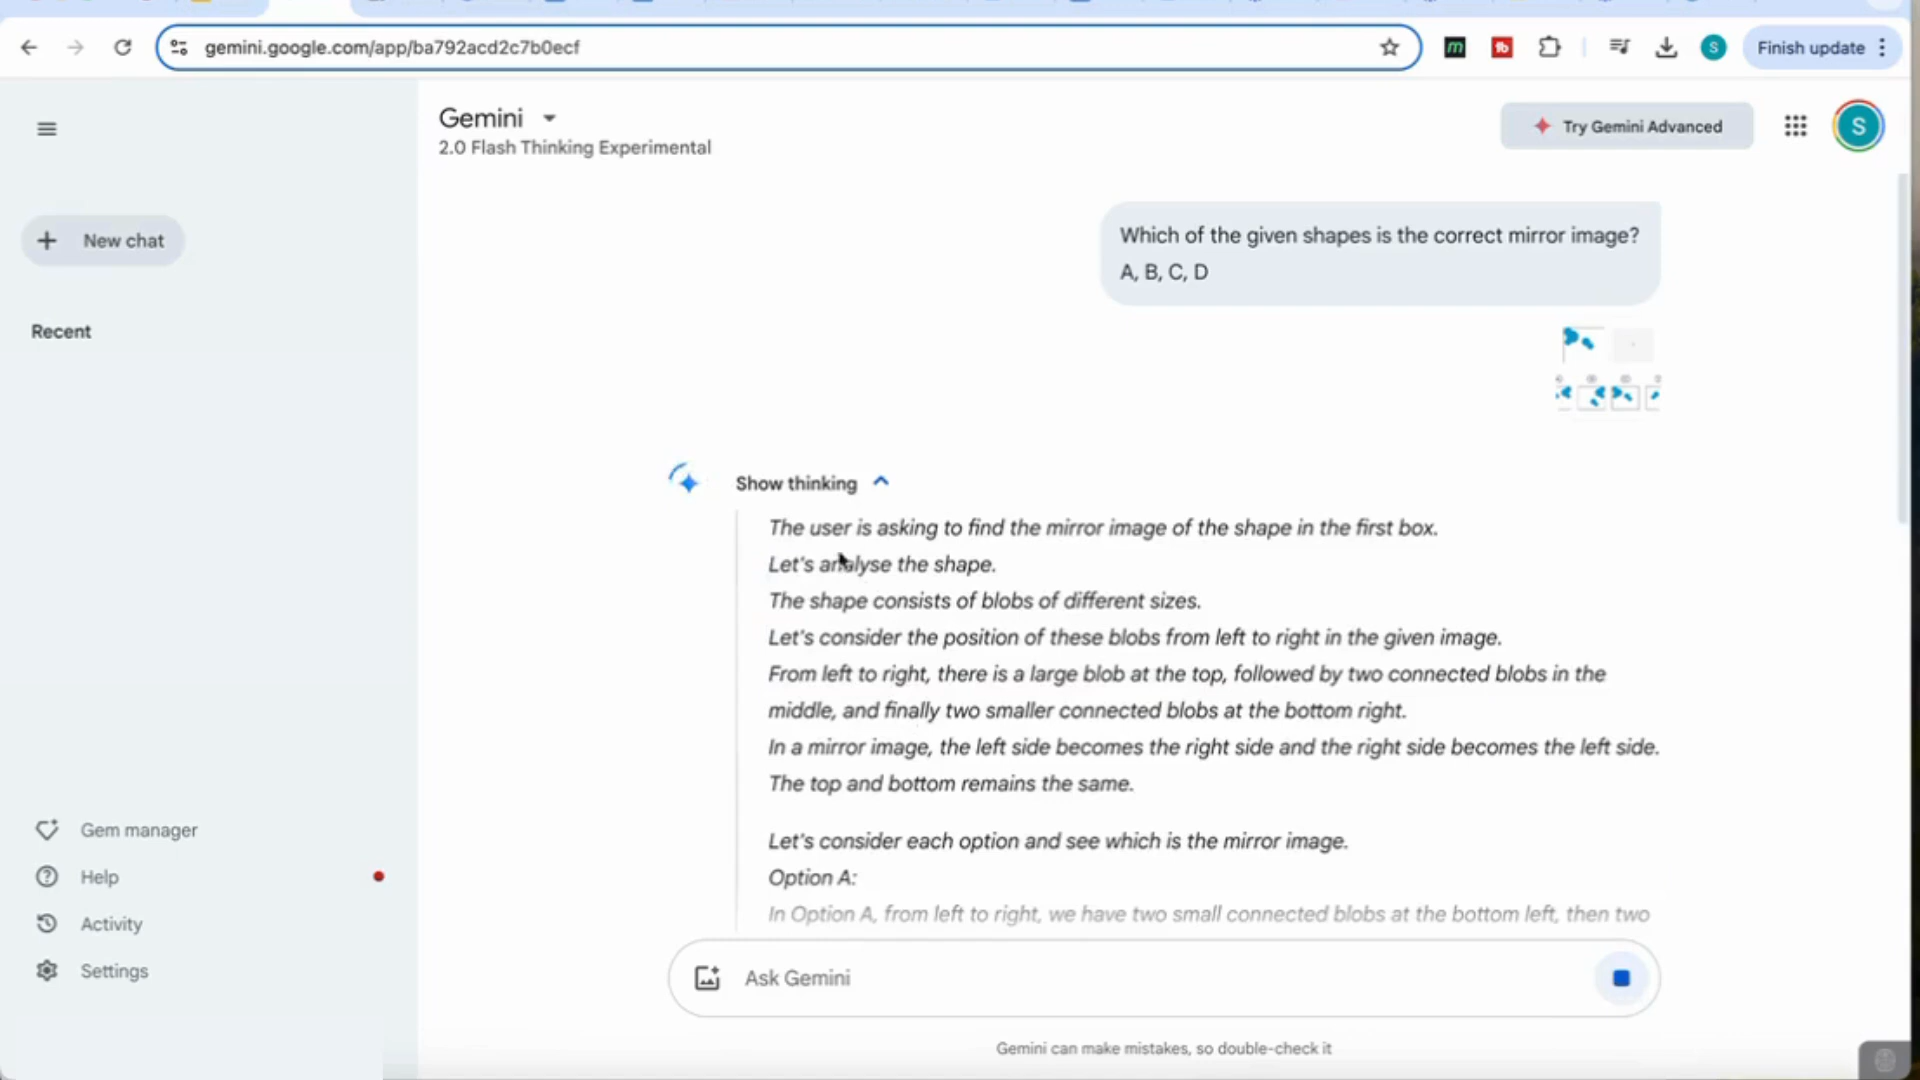 gemini.google.com/app/ba792acd2c7b0ecf
m
S
Finish update
Gemini
2.0 Flash Thinking Experimental
Try Gemini Advanced
S
New chat
Recent
Which of the given shapes is the correct mirror image?
A, B, C, D
Show thinking
The user is asking to find the mirror image of the shape in the first box.
Let's analyse the shape.
The shape consists of blobs of different sizes.
Let's consider the position of these blobs from left to right in the given image.
From left to right, there is a large blob at the top, followed by two connected blobs in the
middle, and finally two smaller connected blobs at the bottom right.
In a mirror image, the left side becomes the right side and the right side becomes the left side.
The top and bottom remains the same.
Let's consider each option and see which is the mirror image.
Option A:
In Option A, from left to right, we have two small connected blobs at the bottom left, then two
Gem manager
Help
Activity
Settings
Ask Gemini
Gemini can make mistakes, so double-check it